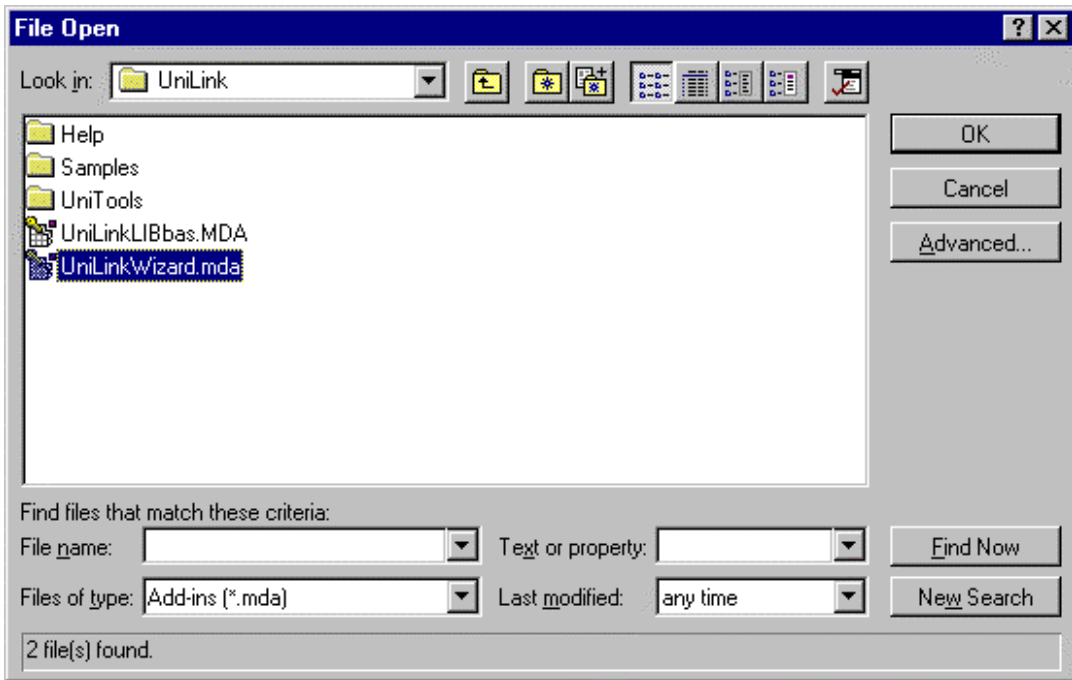 File Open
Look in: UniLink
Help
Samples
UniTools
UniLinkLIBbas.MDA
UniLinkWizard.mda
OK
Cancel
Advanced...
Find files that match these criteria:
File name: Text or property: Find Now
Files of type: Add-ins (*.mda) Last modified: any time New Search
2 file(s) found.